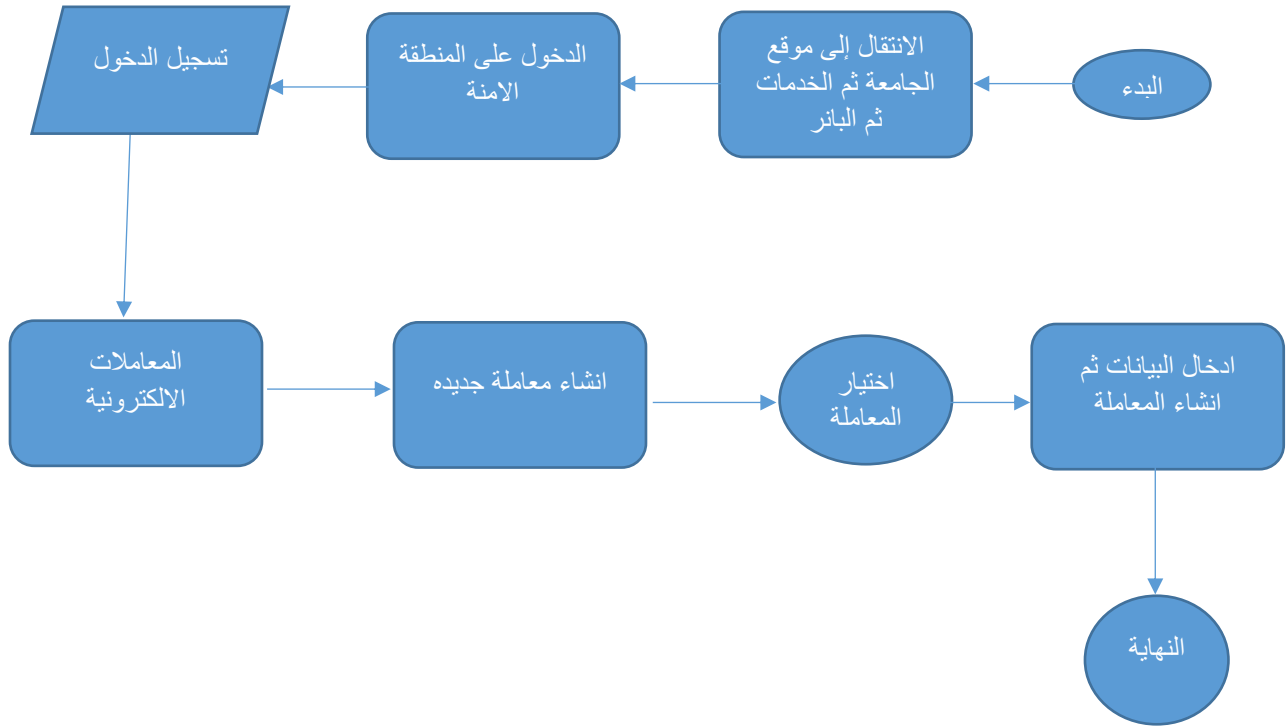 البدء
الانتقال إلى موقع
الجامعة ثم الخدمات
ثم البانر
الدخول على المنطقة
الامنة
تسجيل الدخول
المعاملات
الالكترونية
انشاء معاملة جديده
اختيار
المعاملة
ادخال البيانات ثم
انشاء المعاملة
النهاية